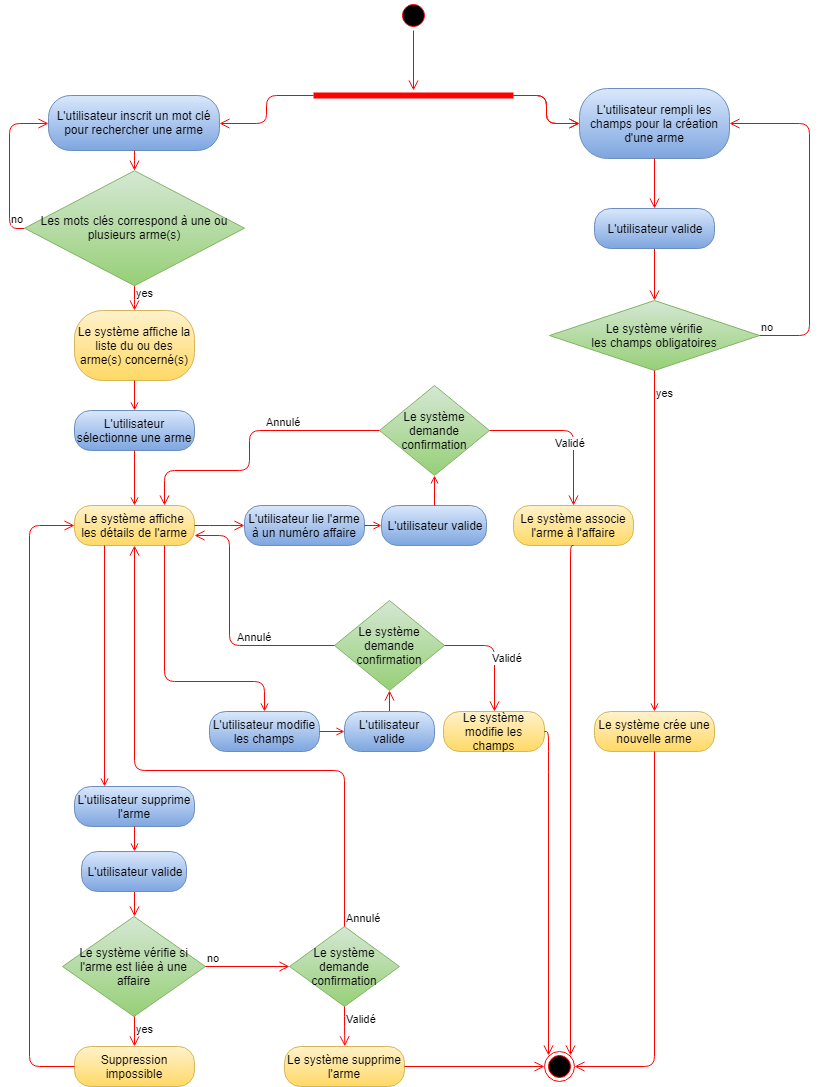 L'utilisateur inscrit un mot clé
pour rechercher une arme
L'utilisateur rempli les
champs pour la création
d'une arme
no
Les mots clés correspond à une ou
plusieurs arme(s)
yes
L'utilisateur valide
Le système affiche la
liste du ou des
arme(s) concerné(s)
Le système vérifie
les champs obligatoires
no
yes
L'utilisateur
sélectionne une arme
Annulé
Le système
demande
confirmation
Validé
Le système affiche
les détails de l'arme
L'utilisateur lie l'arme
à un numéro affaire
L'utilisateur valide
Le système associe
l'arme à l'affaire
Annulé
Le système
demande
confirmation
Validé
L'utilisateur modifie
les champs
L'utilisateur
valide
Le système
modifie les
champs
Le système crée une
nouvelle arme
L'utilisateur supprime
l'arme
L'utilisateur valide
Annulé
Le système vérifie si
l'arme est liée à une
affaire
no
Le système
demande
confirmation
yes
Validé
Suppression
impossible
Le système supprime
l'arme